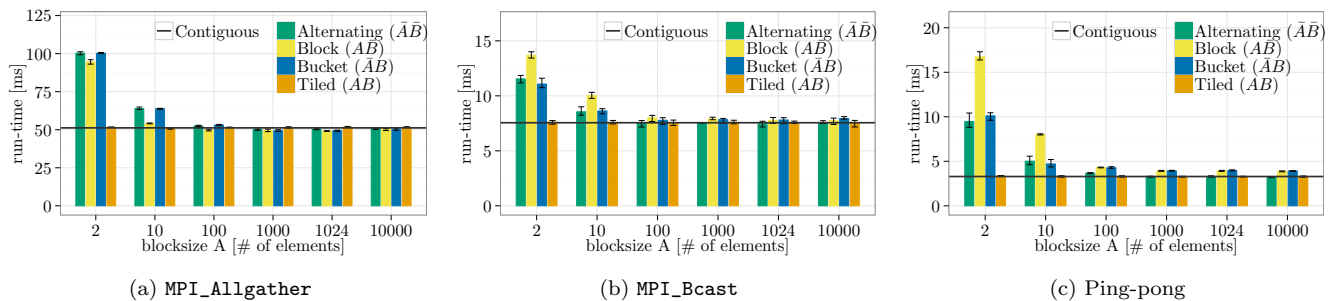 125
100
75
50
25
0
run-time [ms]
Contiguous
Alternating (ĀB̄)
Block (AB̄)
Bucket (ĀB)
Tiled (AB)
2 10 100 1000 1024 10000
blocksize A [# of elements]
(a) MPI_Allgather
15
10
5
0
run-time [ms]
Contiguous
Alternating (ĀB̄)
Block (AB̄)
Bucket (ĀB)
Tiled (AB)
2 10 100 1000 1024 10000
blocksize A [# of elements]
(b) MPI_Bcast
20
15
10
5
0
run-time [ms]
Contiguous
Alternating (ĀB̄)
Block (AB̄)
Bucket (ĀB)
Tiled (AB)
2 10 100 1000 1024 10000
blocksize A [# of elements]
(c) Ping-pong